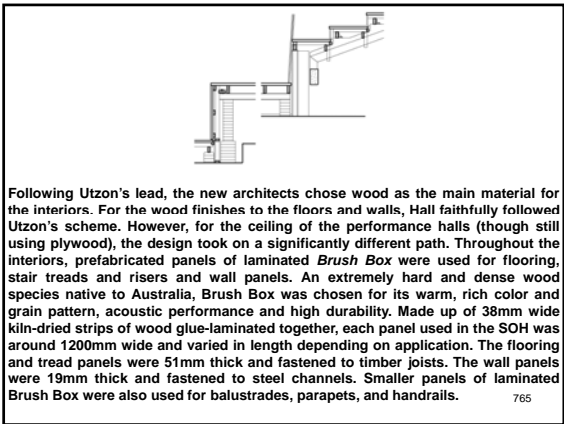 Following Utzon's lead, the new architects chose wood as the main material for
the interiors. For the wood finishes to the floors and walls, Hall faithfully followed
Utzon's scheme. However, for the ceiling of the performance halls (though still
using plywood), the design took on a significantly different path. Throughout the
interiors, prefabricated panels of laminated Brush Box were used for flooring,
stair treads and risers and wall panels. An extremely hard and dense wood
species native to Australia, Brush Box was chosen for its warm, rich color and
grain pattern, acoustic performance and high durability. Made up of 38mm wide
kiln-dried strips of wood glue-laminated together, each panel used in the SOH was
around 1200mm wide and varied in length depending on application. The flooring
and tread panels were 51mm thick and fastened to timber joists. The wall panels
were 19mm thick and fastened to steel channels. Smaller panels of laminated
Brush Box were also used for balustrades, parapets, and handrails.
765